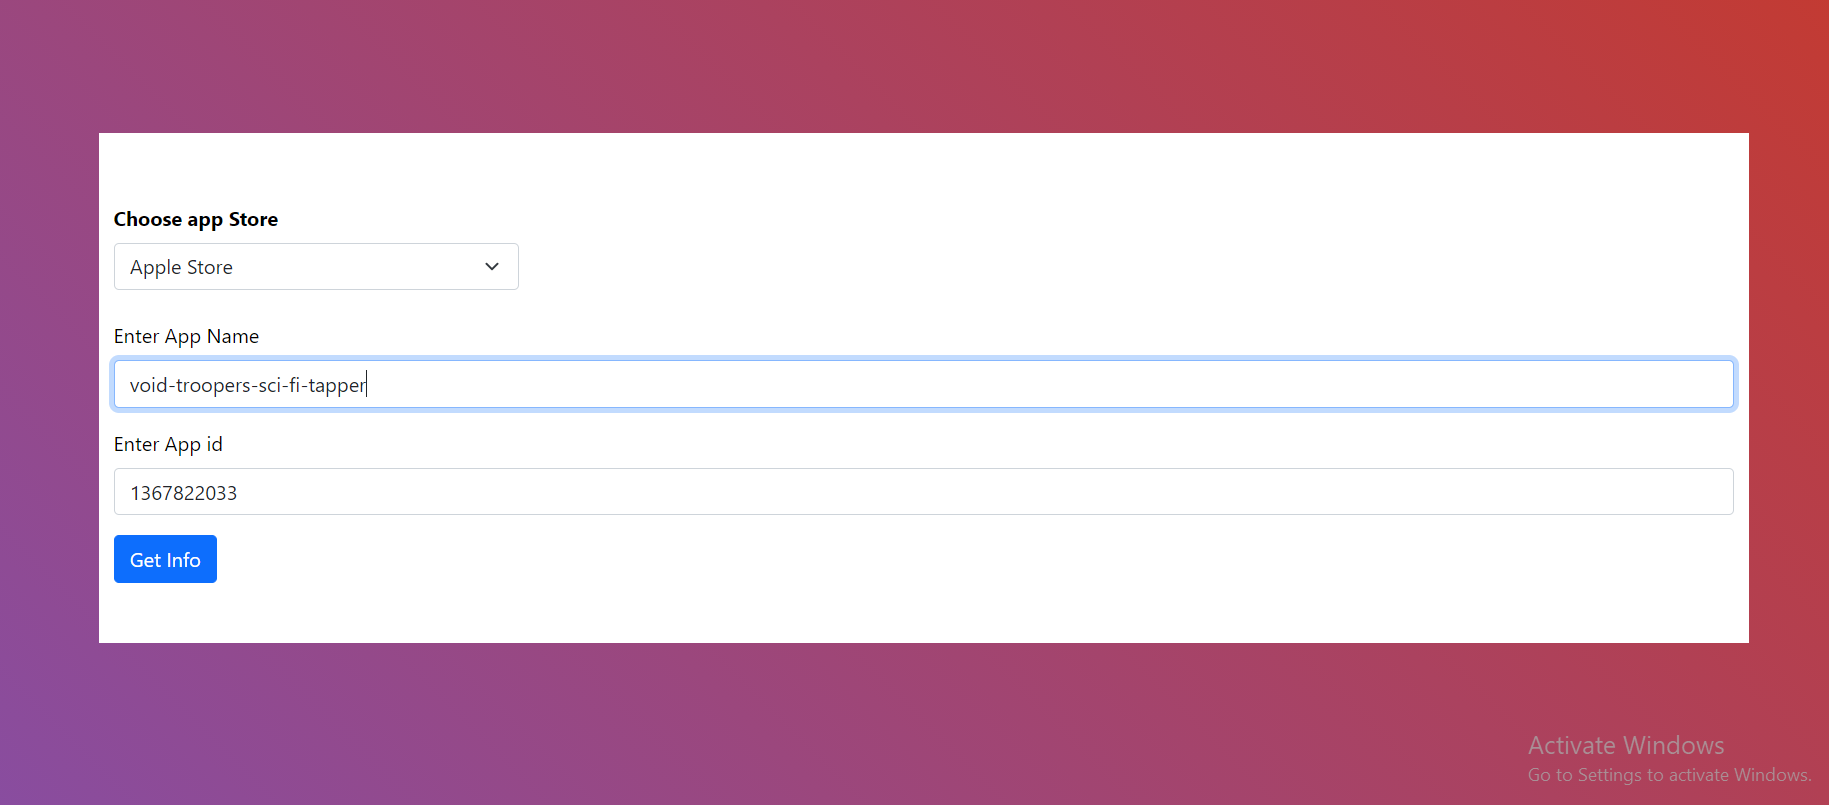 Choose app Store
Apple Store
Enter App Name
void-troopers-sci-fi-tapper
Enter App id
1367822033
Get Info
Activate Windows
Go to Settings to activate Windows.